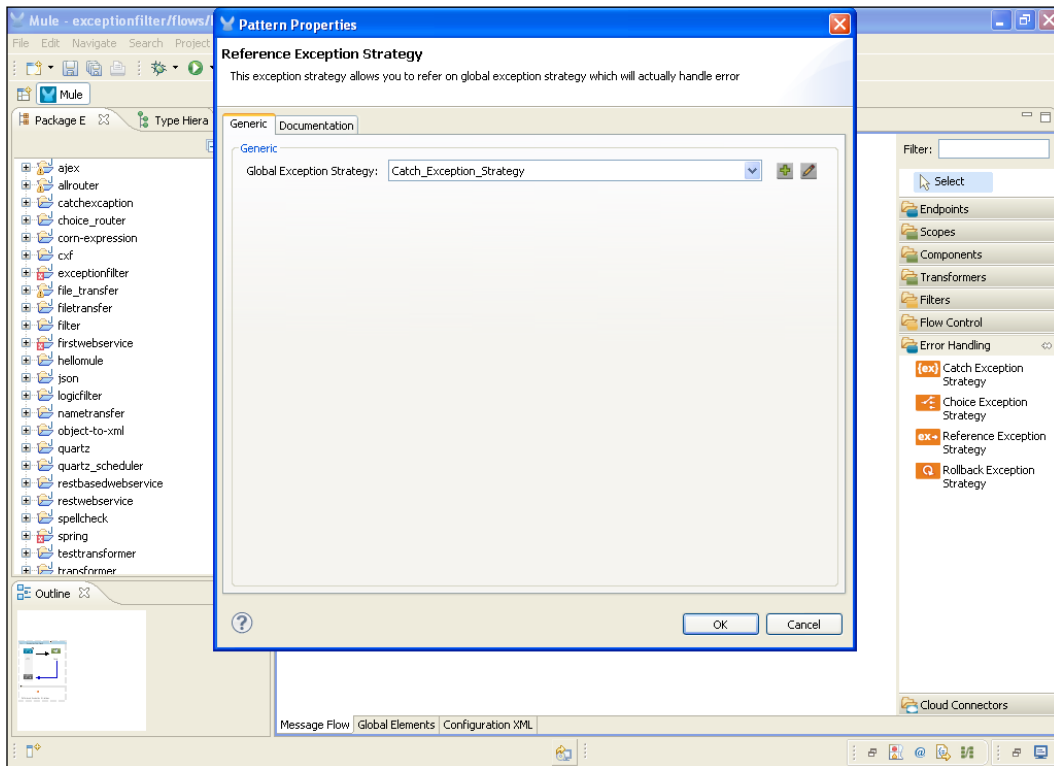 Mule - exceptionfilter/flows/
Pattern Properties
File Edit Navigate Search Project
Reference Exception Strategy
This exception strategy allows you to refer on global exception strategy which will actually handle error
Mule
Package E
Type Hiera
Generic
Documentation
Generic
Global Exception Strategy:
Catch_Exception_Strategy
ajex
allrouter
catchexcaption
choice_router
corn-expression
cxf
exceptionfilter
file_transfer
filetransfer
filter
firstwebservice
hellomule
json
logicfilter
nametransfer
object-to-xml
quartz
quartz_scheduler
restbasedwebservice
restwebservice
spellcheck
spring
testtransformer
transformer
Outline
OK
Cancel
Filter:
Select
Endpoints
Scopes
Components
Transformers
Filters
Flow Control
Error Handling
{ex}
Catch Exception
Strategy
Choice Exception
Strategy
ex
Reference Exception
Strategy
Rollback Exception
Strategy
Cloud Connectors
Message Flow
Global Elements
Configuration XML